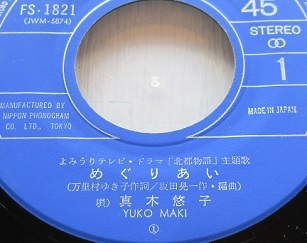 FS-1821
(JWM-5874)
45
STEREO
1
MANUFACTURED BY
NIPPON PHONOGRAM
CO., LTD., TOKYO
MADE IN JAPAN
よみうりテレビ・ドラマ「北都物語」主題歌
めぐりあい
(万里村ゆき子作詞/坂田晃一作・編曲)
唄) 真木悠子
YUKO MAKI
①